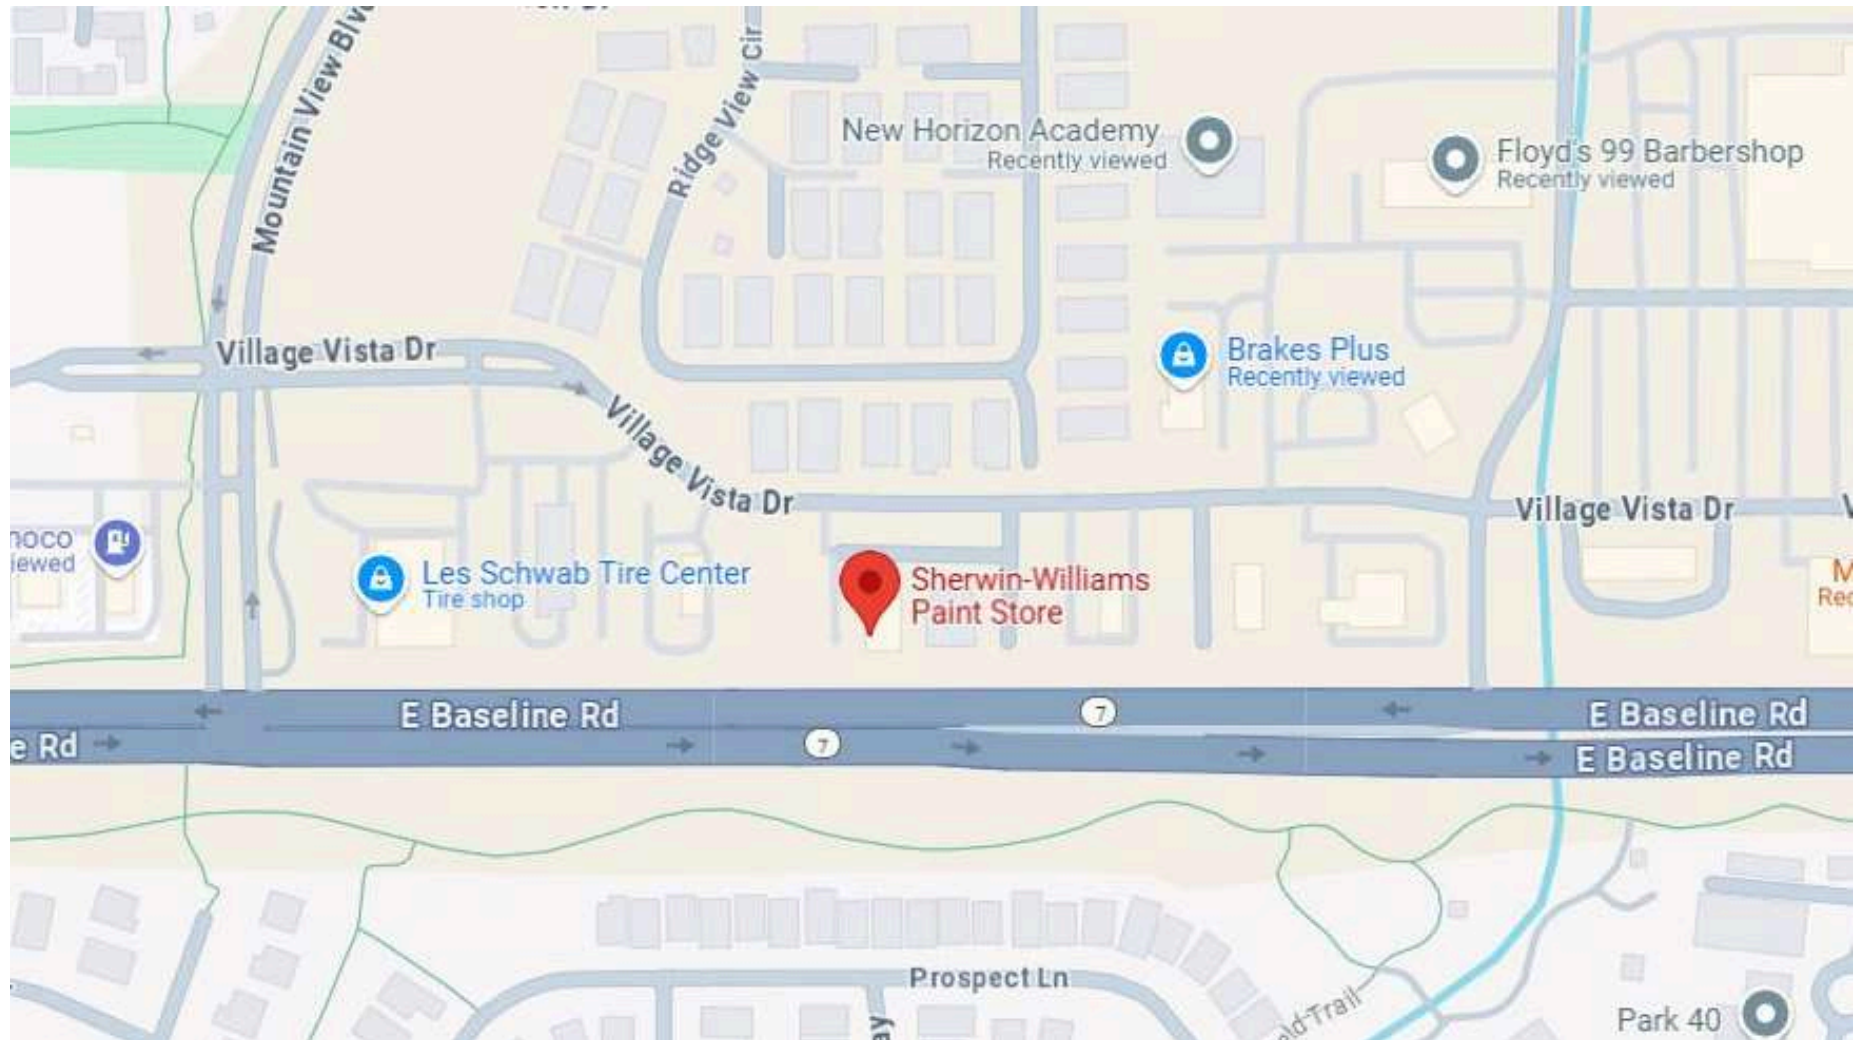 Mountain View Blvd
Ridge View Cir
New Horizon Academy
Recently viewed
Floyd's 99 Barbershop
Recently viewed
Village Vista Dr
Brakes Plus
Recently viewed
Village Vista Dr
Village Vista Dr
Les Schwab Tire Center
Tire shop
Sherwin-Williams
Paint Store
E Baseline Rd
7
E Baseline Rd
e Rd
7
E Baseline Rd
Prospect Ln
Park 40